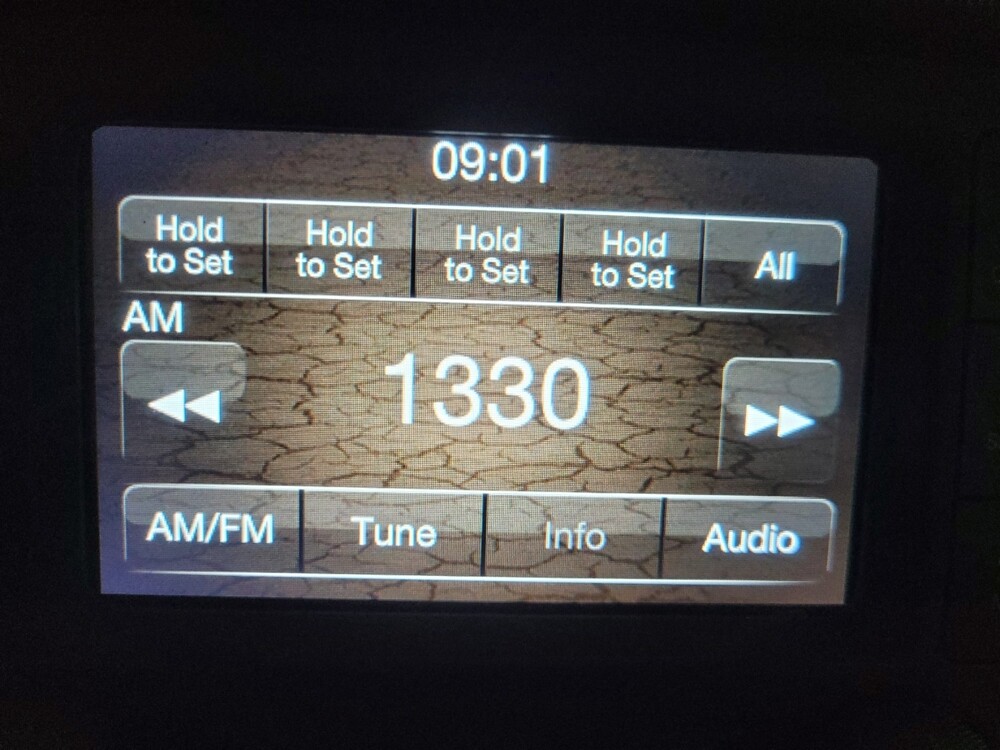 09:01
Hold to Set
Hold to Set
Hold to Set
Hold to Set
All
AM
1330
AM/FM
Tune
Info
Audio